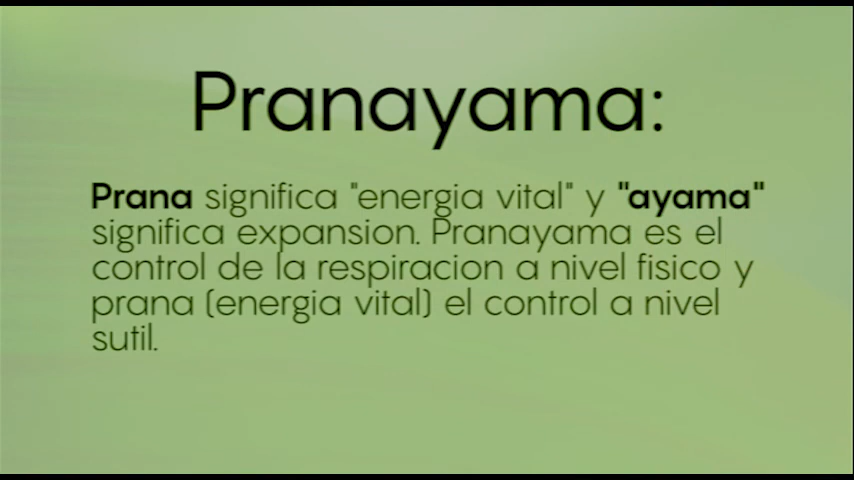 Pranayama:
Prana significa "energia vital" y "ayama"
significa expansion. Pranayama es el
control de la respiracion a nivel fisico y
prana (energia vital) el control a nivel
sutil.